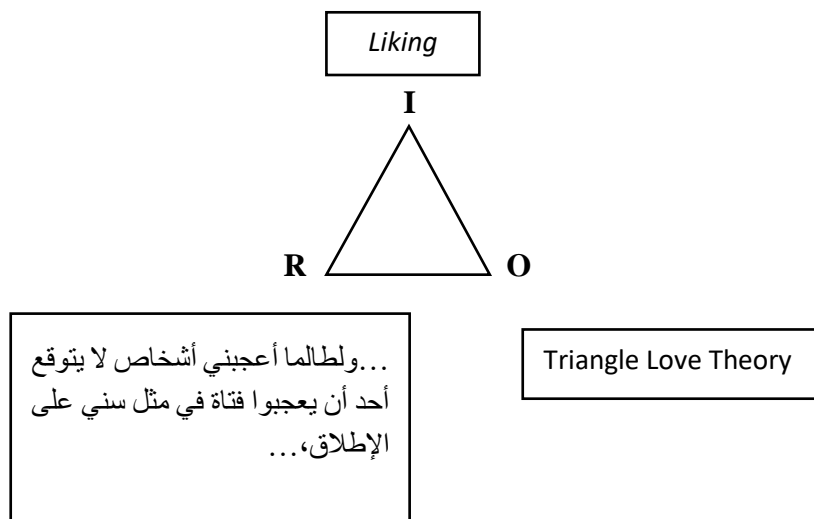 Liking
I
R
O
…ولطالما أعجبني أشخاص لا يتوقع
أحد أن يعجبوا فتاة في مثل سني على
الإطلاق،…
Triangle Love Theory